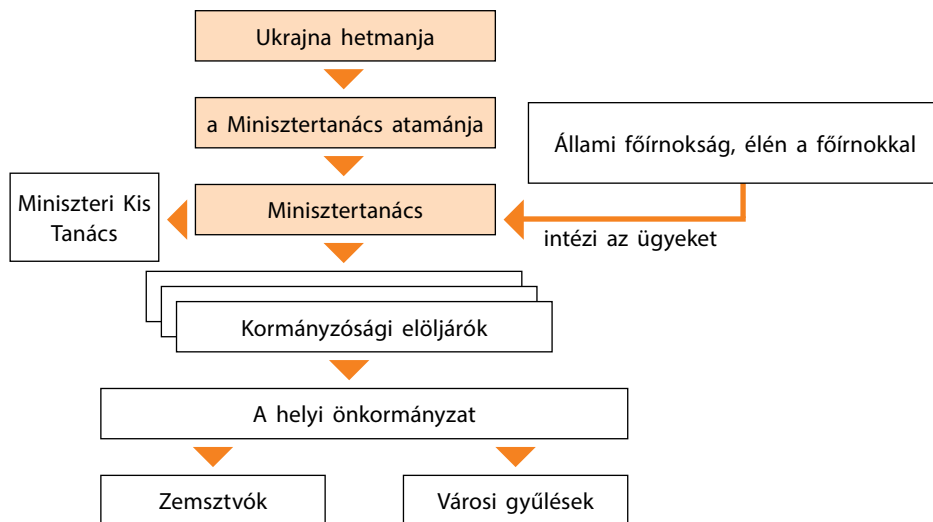 Ukrajna hetmanja
a Minisztertanács atamánja
Állami főírnokság, élén a főírnokkal
Miniszteri Kis
Tanács
Minisztertanács
intézi az ügyeket
Kormányzósági elöljárók
A helyi önkormányzat
Zemsztvók
Városi gyűlések